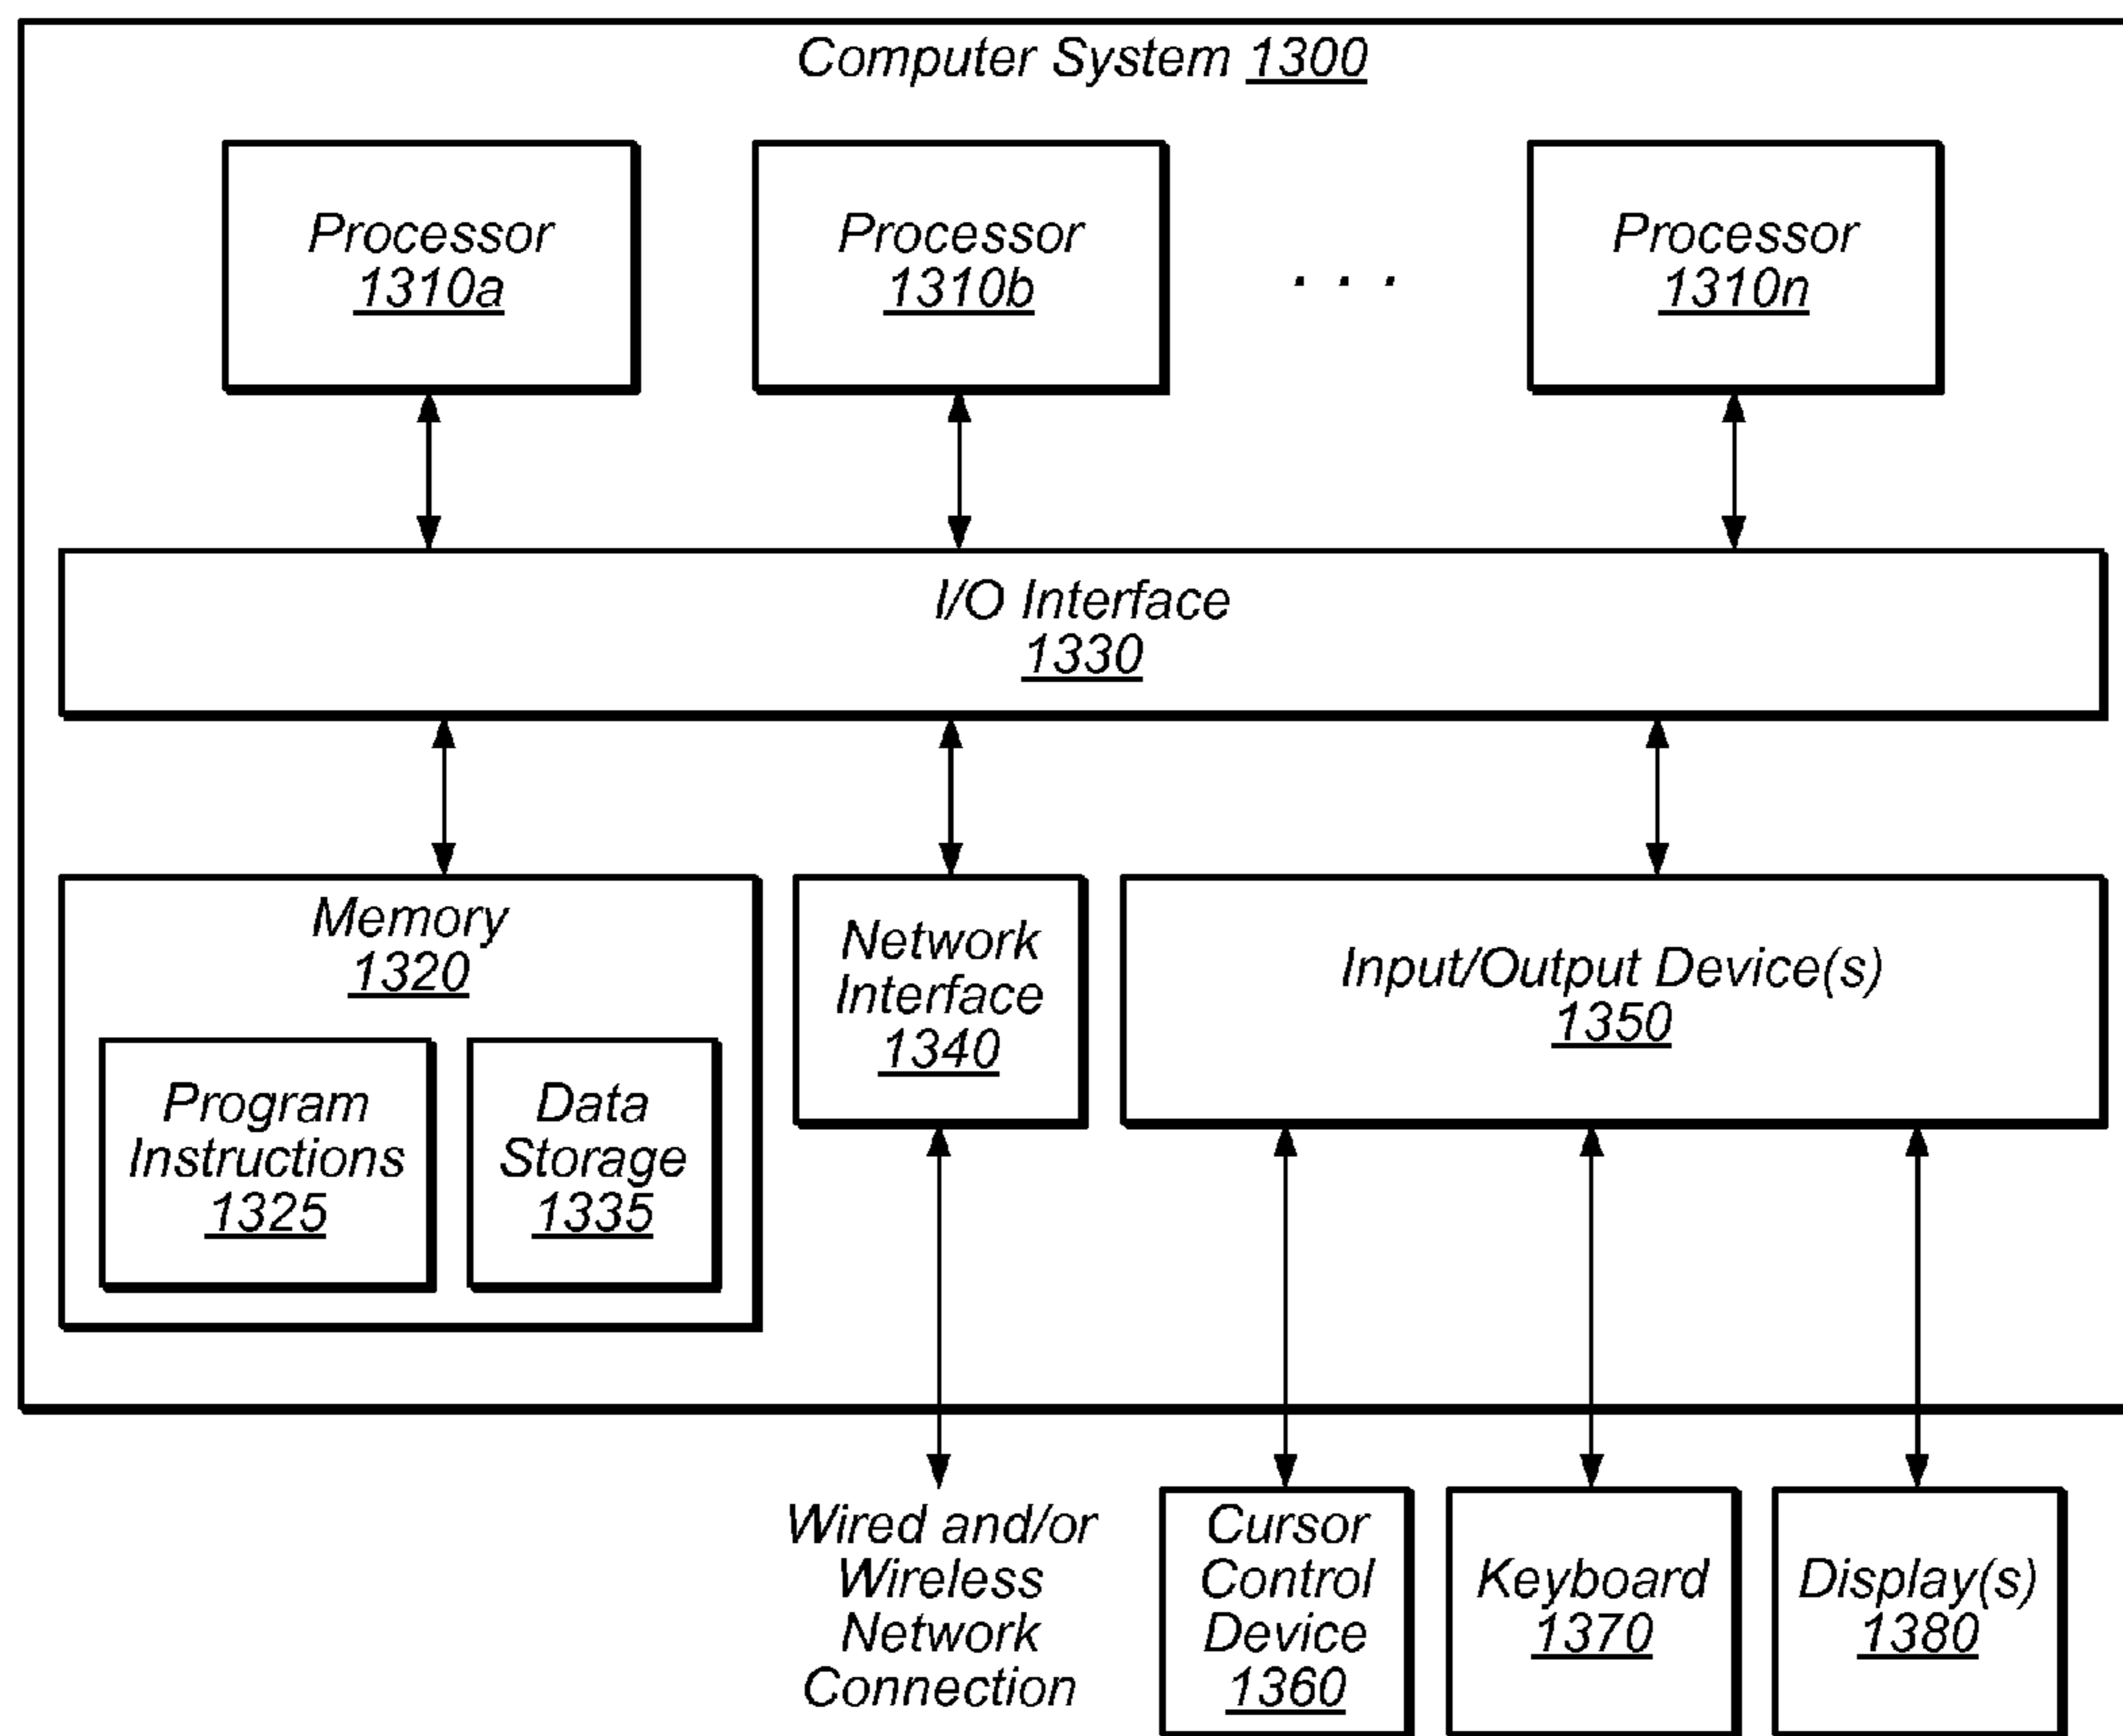 Computer System 1300
Processor
1310a
Processor
1310b
. . .
Processor
1310n
I/O Interface
1330
Memory
1320
Program
Instructions
1325
Data
Storage
1335
Network
Interface
1340
Input/Output Device(s)
1350
Wired and/or
Wireless
Network
Connection
Cursor
Control
Device
1360
Keyboard
1370
Display(s)
1380